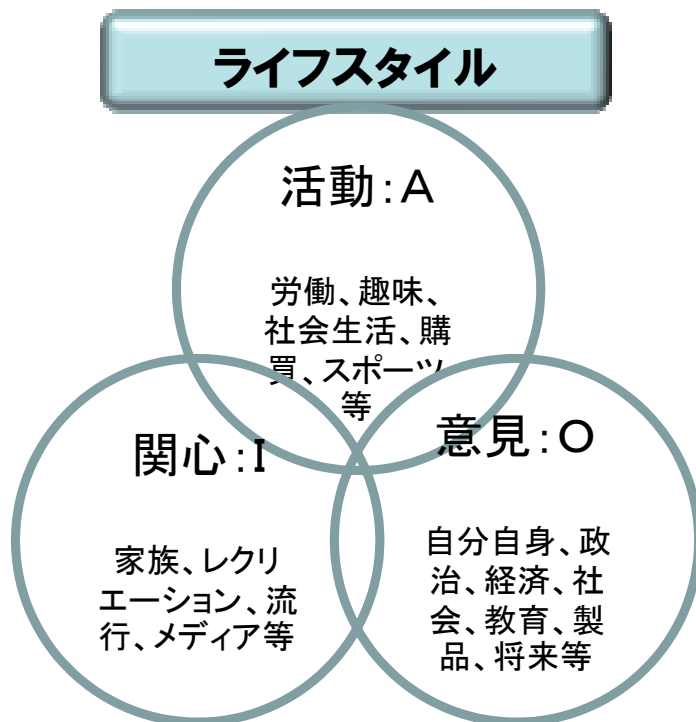 ライフスタイル
活動:A
労働、趣味、
社会生活、購
買、スポーツ
等
関心:I
家族、レクリ
エーション、流
行、メディア等
意見:O
自分自身、政
治、経済、社
会、教育、製
品、将来等